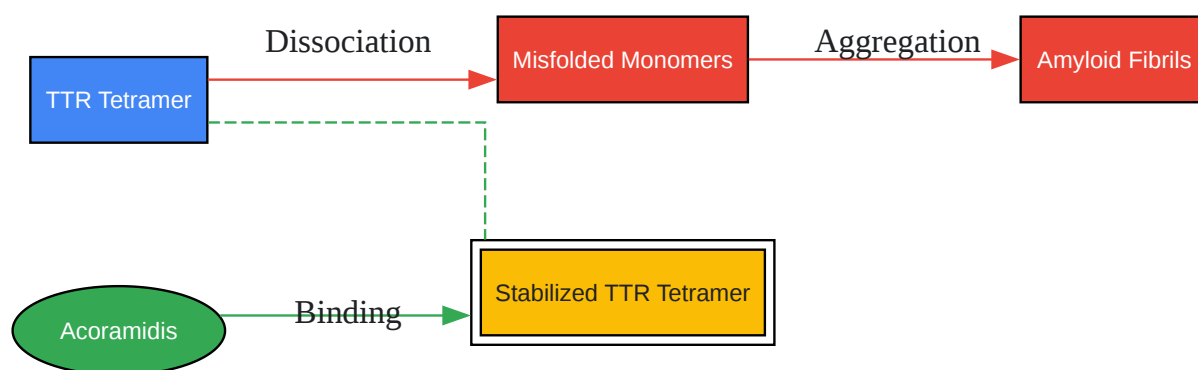 Dissociation
Aggregation
TTR Tetramer
Misfolded Monomers
Amyloid Fibrils
Stabilized TTR Tetramer
Acoramidis
Binding